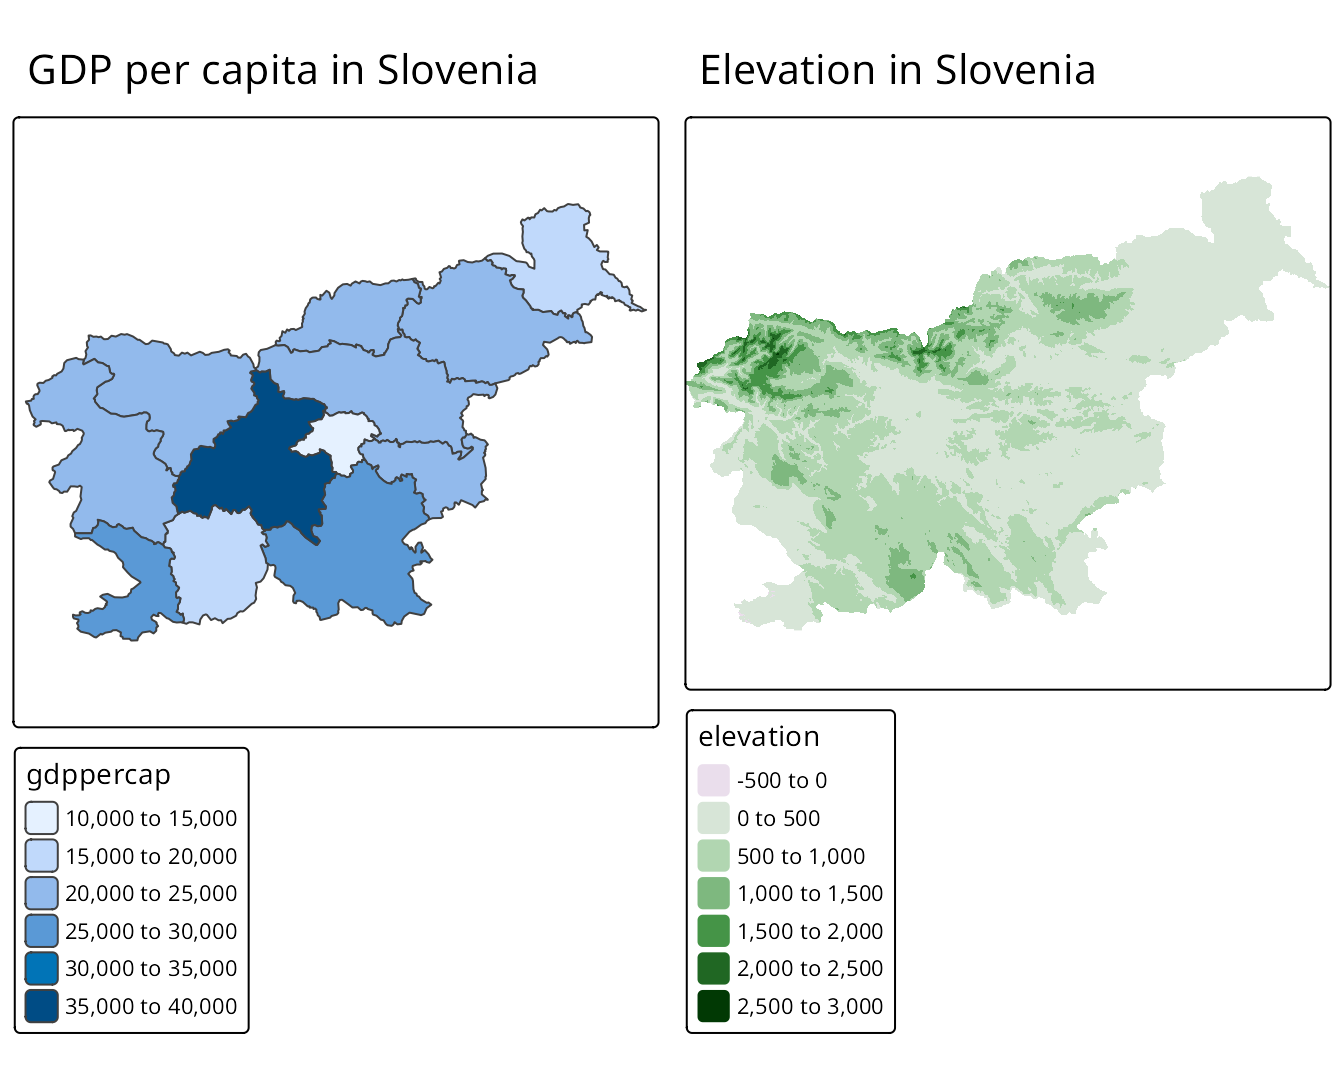 GDP per capita in Slovenia
gdppercap
10,000 to 15,000
15,000 to 20,000
20,000 to 25,000
25,000 to 30,000
30,000 to 35,000
35,000 to 40,000
Elevation in Slovenia
elevation
-500 to 0
0 to 500
500 to 1,000
1,000 to 1,500
1,500 to 2,000
2,000 to 2,500
2,500 to 3,000